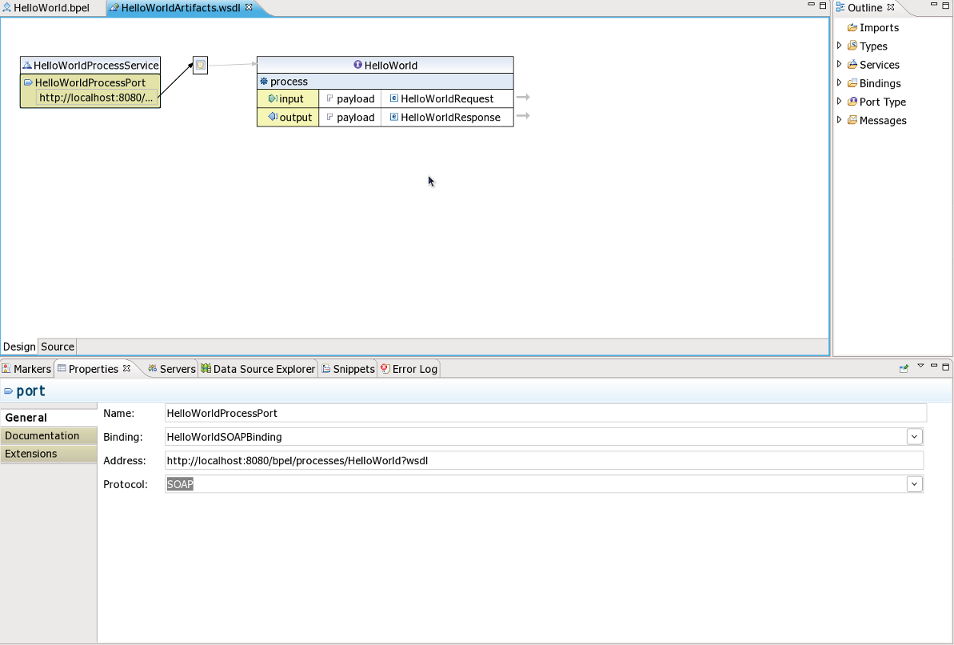 HelloWorld.bpel HelloWorldArtifacts.wsdl
Outline
Imports
Types
Services
Bindings
Port Type
Messages
HelloWorldProcessService
HelloWorldProcessPort
http://localhost:8080/...
HelloWorld
process
input payload HelloWorldRequest
output payload HelloWorldResponse
Design Source
Markers Properties Servers Data Source Explorer Snippets Error Log
port
General
Documentation
Extensions
Name: HelloWorldProcessPort
Binding: HelloWorldSOAPBinding
Address: http://localhost:8080/bpel/processes/HelloWorld?wsdl
Protocol: SOAP